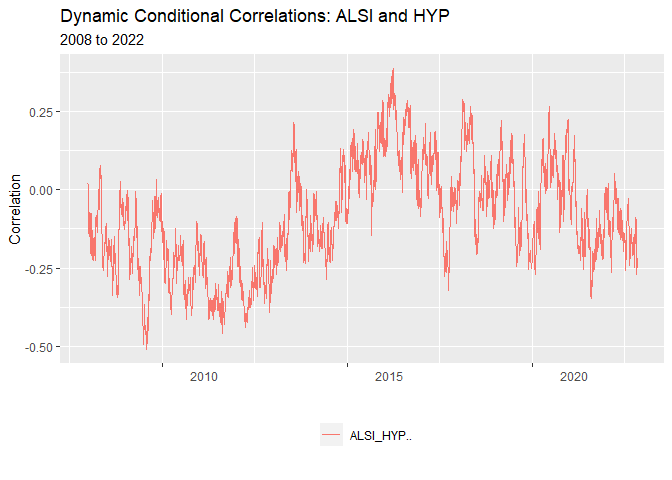 Dynamic Conditional Correlations: ALSI and HYP
2008 to 2022
Correlation
0.25
0.00
-0.25
-0.50
2010
2015
2020
ALSI_HYP..